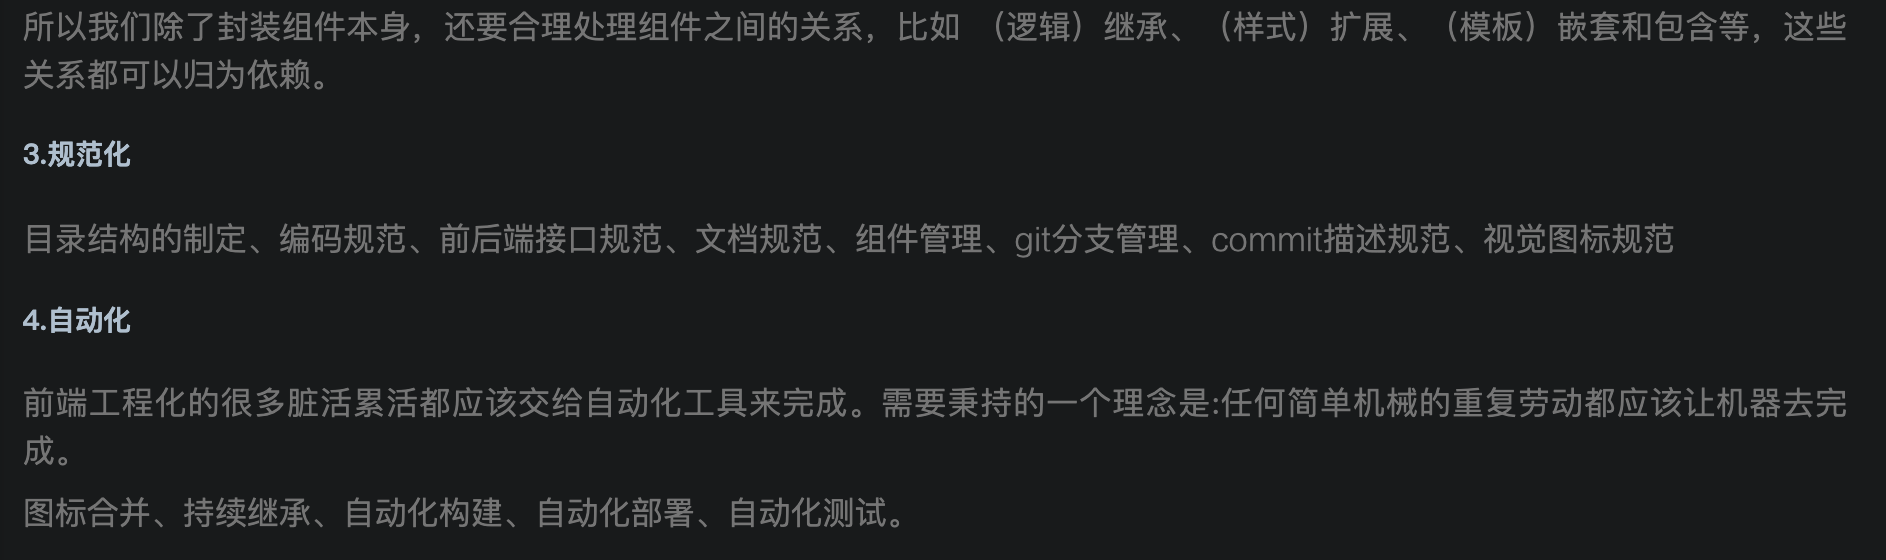 所以我们除了封装组件本身，还要合理处理组件之间的关系，比如 （逻辑）继承、（样式）扩展、（模板）嵌套和包含等，这些
关系都可以归为依赖。
3.规范化
目录结构的制定、编码规范、前后端接口规范、文档规范、组件管理、git分支管理、commit描述规范、视觉图标规范
4.自动化
前端工程化的很多脏活累活都应该交给自动化工具来完成。需要秉持的一个理念是:任何简单机械的重复劳动都应该让机器去完
成。
图标合并、持续继承、自动化构建、自动化部署、自动化测试。